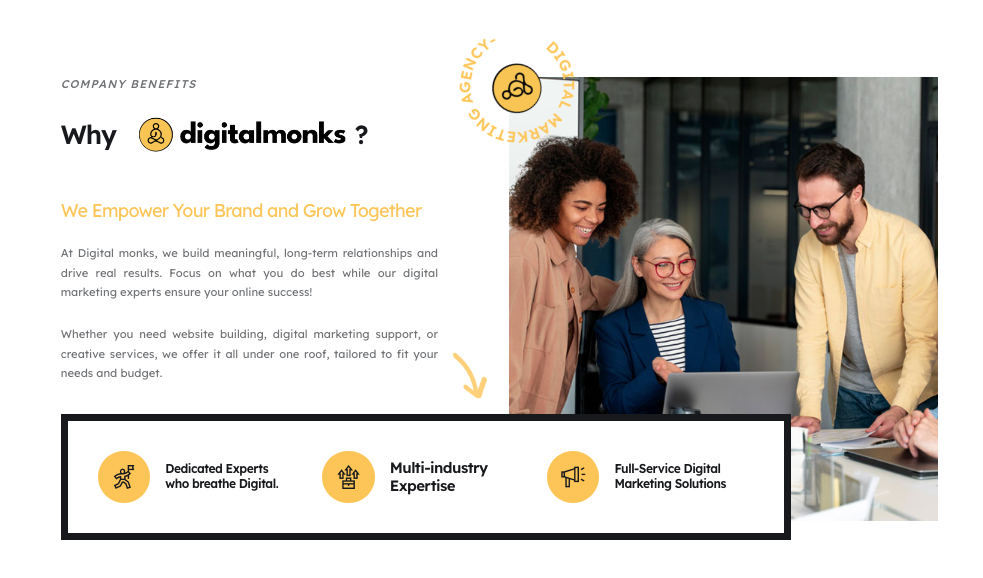 COMPANY BENEFITS
DIGITAL MARKETING AGENCY-
Why digitalmonks ?
We Empower Your Brand and Grow Together
At Digital monks, we build meaningful, long-term relationships and
drive real results. Focus on what you do best while our digital
marketing experts ensure your online success!
Whether you need website building, digital marketing support, or
creative services, we offer it all under one roof, tailored to fit your
needs and budget.
Dedicated Experts
who breathe Digital.
Multi-industry
Expertise
Full-Service Digital
Marketing Solutions